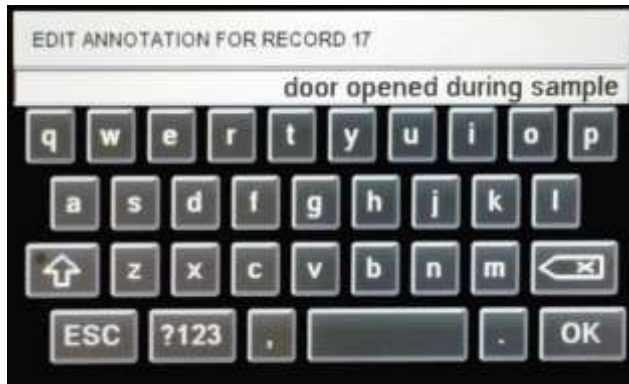 EDIT ANNOTATION FOR RECORD 17
door opened during sample
q w e r t y u i o p
a s d f g h j k l
z x c v b n m
ESC ?123 , . OK